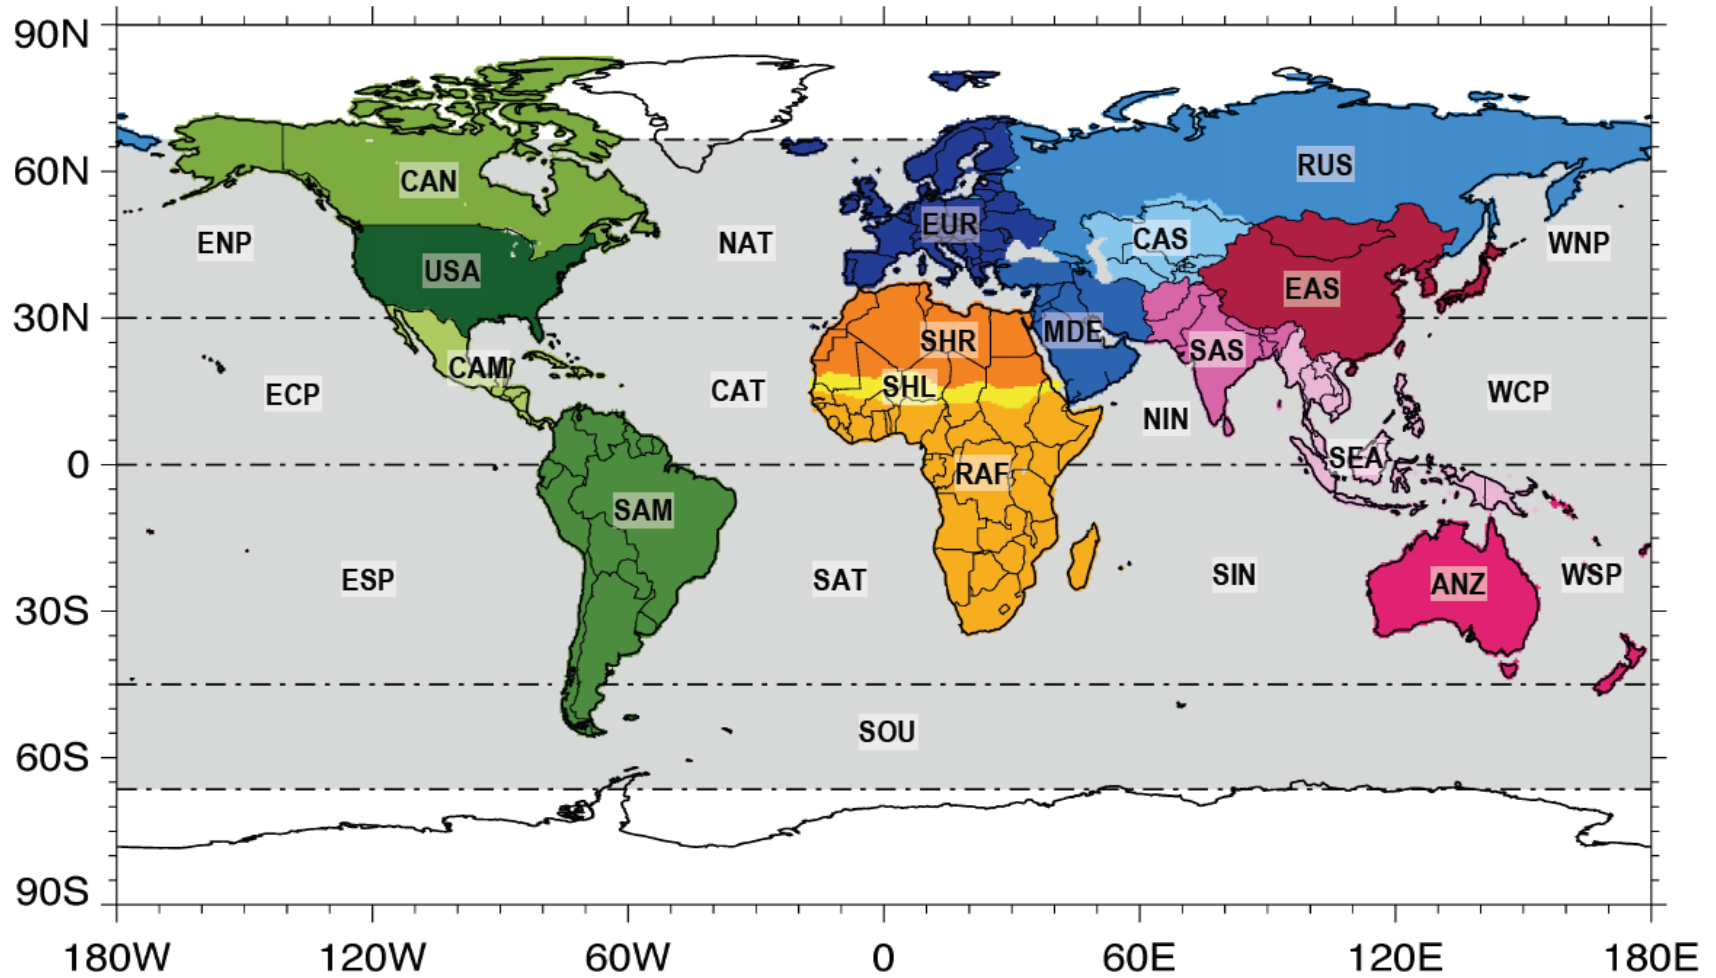 90N
60N
30N
0
30S
60S
90S
180W
120W
60W
0
60E
120E
180E
CAN
RUS
EUR
CAS
ENP
NAT
WNP
USA
EAS
MDE
SHR
SAS
CAM
SHL
ECP
CAT
WCP
NIN
SEA
RAF
SAM
ESP
SAT
SIN
ANZ
WSP
SOU